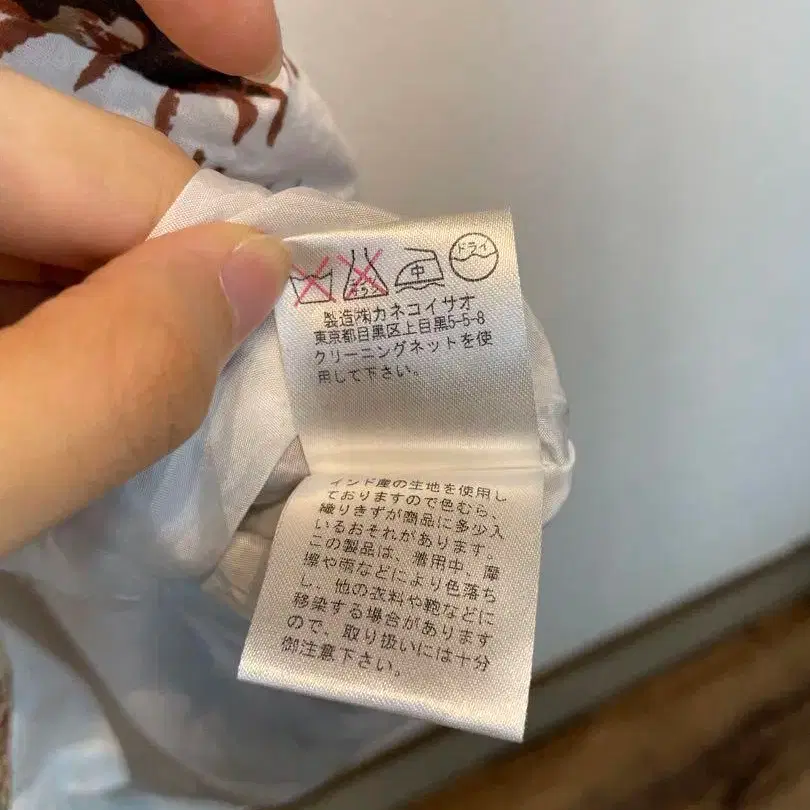 中 ドライ
製造㈱カネコイサオ
東京都目黒区上目黒5-5-8
クリーニングネットを使
用して下さい。
インド産の生地を使用し
ておりますので色むら、
織りきずが商品に多少入
いるおそれがあります。
この製品は、着用中、摩
擦や雨などにより色落ち
し、他の衣料や鞄などに
移染する場合があります
ので、取り扱いには十分
御注意下さい。